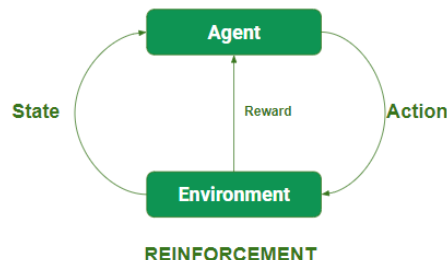 Agent
State
Reward
Action
Environment
REINFORCEMENT